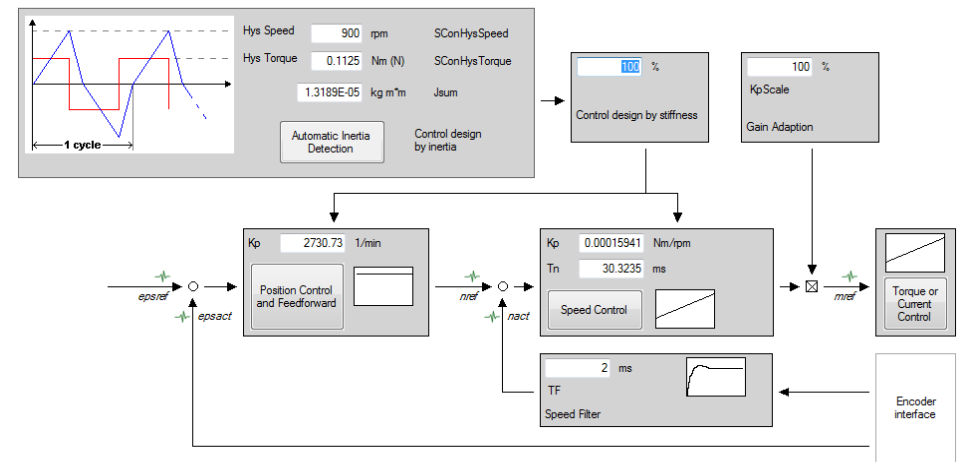 Hys Speed 900 rpm SConHysSpeed
Hys Torque 0.1125 Nm (N) SConHysTorque
1.3189E-05 kg m^m Jsum
Automatic Inertia
Detection
Control design
by inertia
1 cycle
100 %
Control design by stiffness
100 %
KpScale
Gain Adaption
Kp 2730.73 1/min
Position Control
and Feedforward
Kp 0.00015941 Nm/rpm
Tn 30.3235 ms
Speed Control
epsref
epsact
nref
nact
mref
Torque or
Current
Control
2 ms
TF
Speed Filter
Encoder
interface